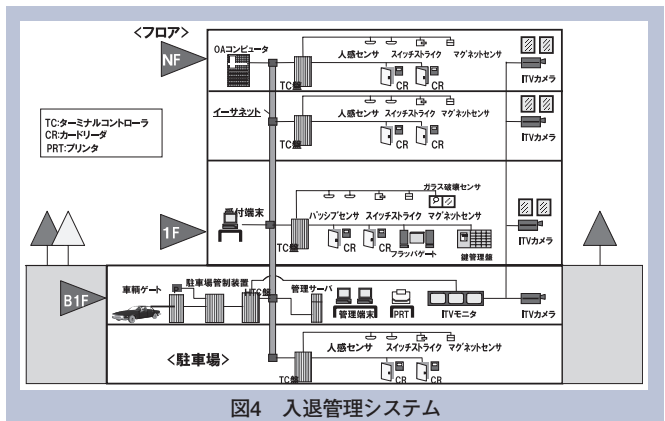 <フロア>
NF
OAコンピュータ
TC盤
人感センサ
スイッチストライク
マグネットセンサ
CR
CR
ITVカメラ
イーサネット
TC:ターミナルコントローラ
CR:カードリーダ
PRT:プリンタ
TC盤
人感センサ
スイッチストライク
マグネットセンサ
CR
CR
ITVカメラ
1F
受付端末
TC盤
ガラス破壊センサ
パッシブセンサ
スイッチストライク
マグネットセンサ
CR
CR
フラッパゲート
鍵管理盤
ITVカメラ
B1F
車輌ゲート
駐車場管制装置
HTC盤
管理サーバ
管理端末
PRT
ITVモニタ
ITVカメラ
<駐車場>
TC盤
人感センサ
スイッチストライク
マグネットセンサ
CR
CR
図4 入退管理システム